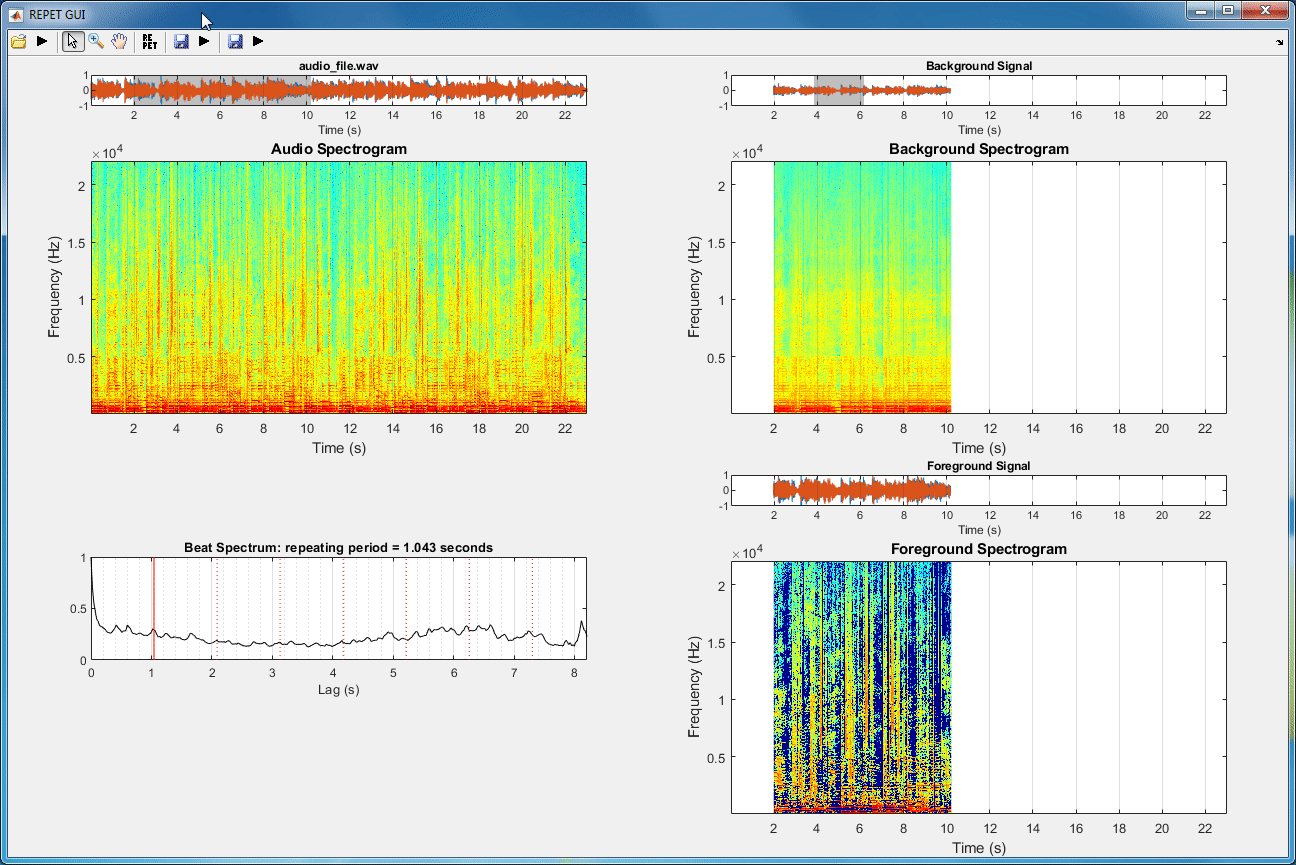 REPET GUI
RE
PET
audio_file.wav
1
0
-1
2 4 6 8 10 12 14 16 18 20 22
Time (s)
Audio Spectrogram
×10^4
2
1.5
1
0.5
Frequency (Hz)
2 4 6 8 10 12 14 16 18 20 22
Time (s)
Beat Spectrum: repeating period = 1.043 seconds
1
0.5
0
0 1 2 3 4 5 6 7 8
Lag (s)
Background Signal
1
0
-1
2 4 6 8 10 12 14 16 18 20 22
Time (s)
Background Spectrogram
×10^4
2
1.5
1
0.5
Frequency (Hz)
2 4 6 8 10 12 14 16 18 20 22
Time (s)
Foreground Signal
1
0
-1
2 4 6 8 10 12 14 16 18 20 22
Time (s)
Foreground Spectrogram
×10^4
2
1.5
1
0.5
Frequency (Hz)
2 4 6 8 10 12 14 16 18 20 22
Time (s)